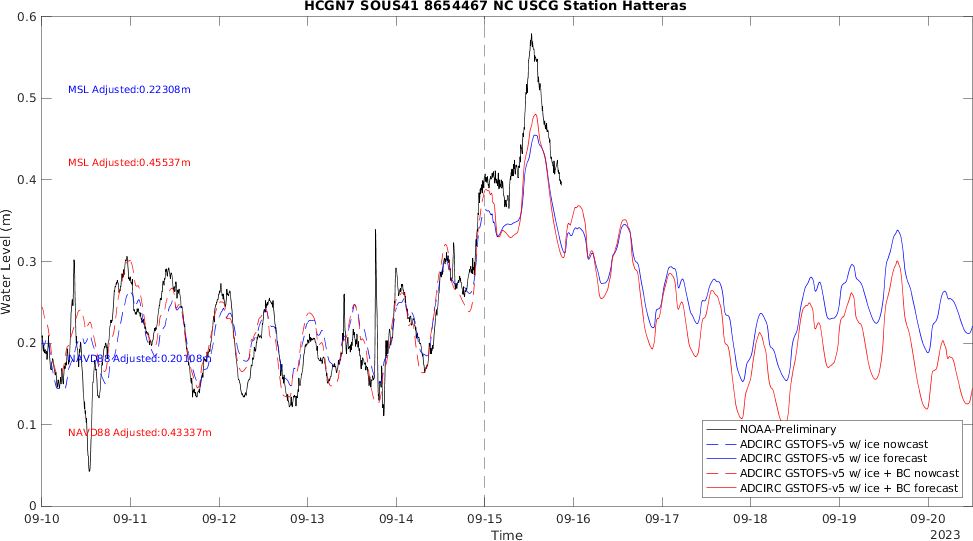 HCGN7 SOUS41 8654467 NC USCG Station Hatteras
0.6
0.5
0.4
0.3
0.2
0.1
0
Water Level (m)
MSL Adjusted:0.22308m
MSL Adjusted:0.45537m
NAVD88 Adjusted:0.20108m
NAVD88 Adjusted:0.43337m
NOAA-Preliminary
ADCIRC GSTOFS-v5 w/ ice nowcast
ADCIRC GSTOFS-v5 w/ ice forecast
ADCIRC GSTOFS-v5 w/ ice + BC nowcast
ADCIRC GSTOFS-v5 w/ ice + BC forecast
09-10 09-11 09-12 09-13 09-14 09-15 09-16 09-17 09-18 09-19 09-20
Time
2023